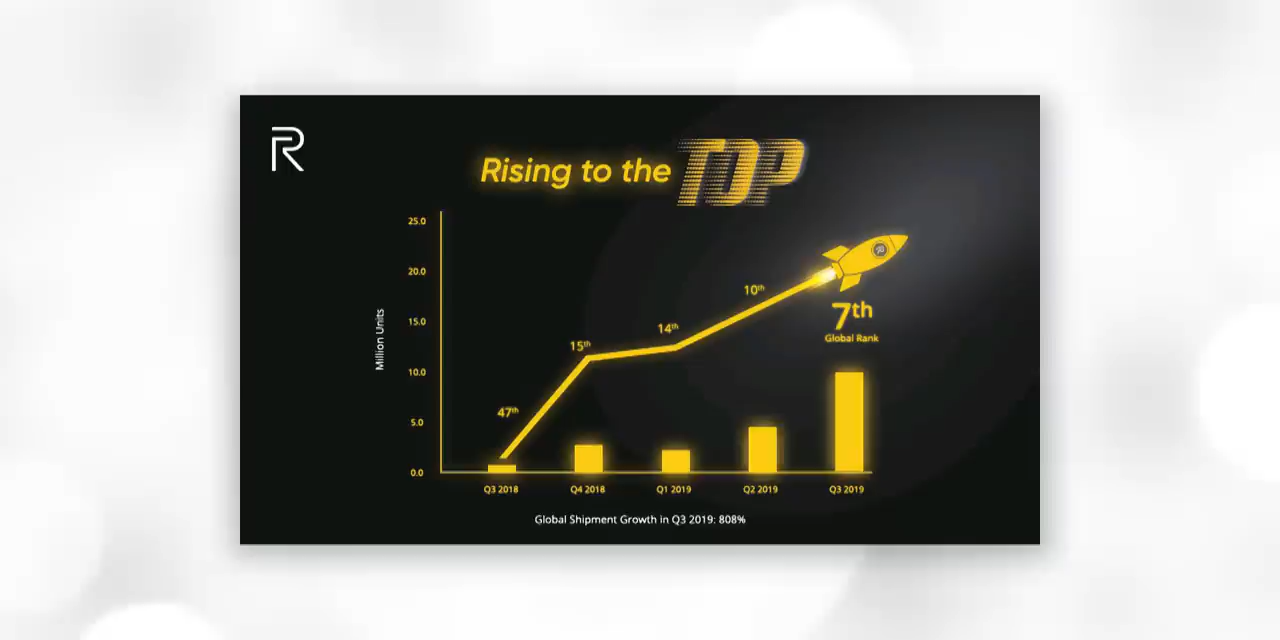 R
Rising to the TOP
25.0
20.0
15.0
10.0
5.0
0.0
Million Units
47th
15th
14th
10th
7th
Global Rank
Q3 2018 Q4 2018 Q1 2019 Q2 2019 Q3 2019
Global Shipment Growth in Q3 2019: 808%